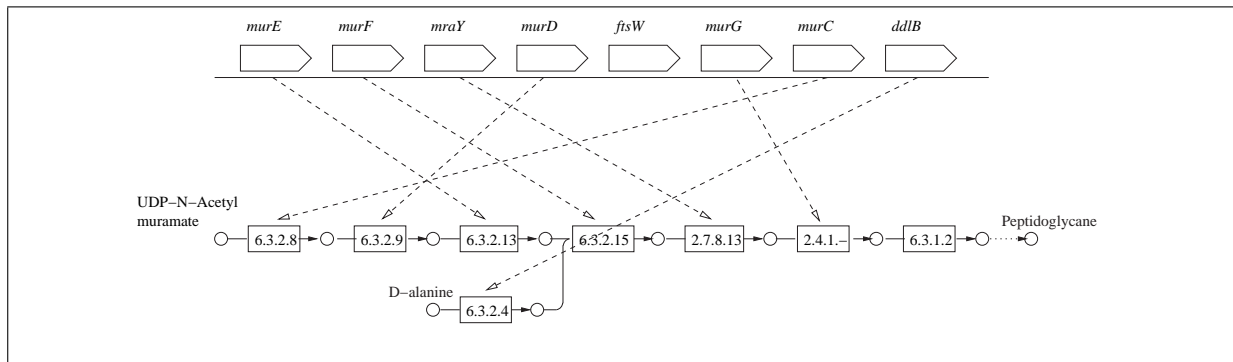 murE murF mraY murD ftsW murG murC ddlB
UDP−N−Acetyl
muramate
Peptidoglycane
6.3.2.8 6.3.2.9 6.3.2.13 6.3.2.15 2.7.8.13 2.4.1.− 6.3.1.2
D−alanine
6.3.2.4